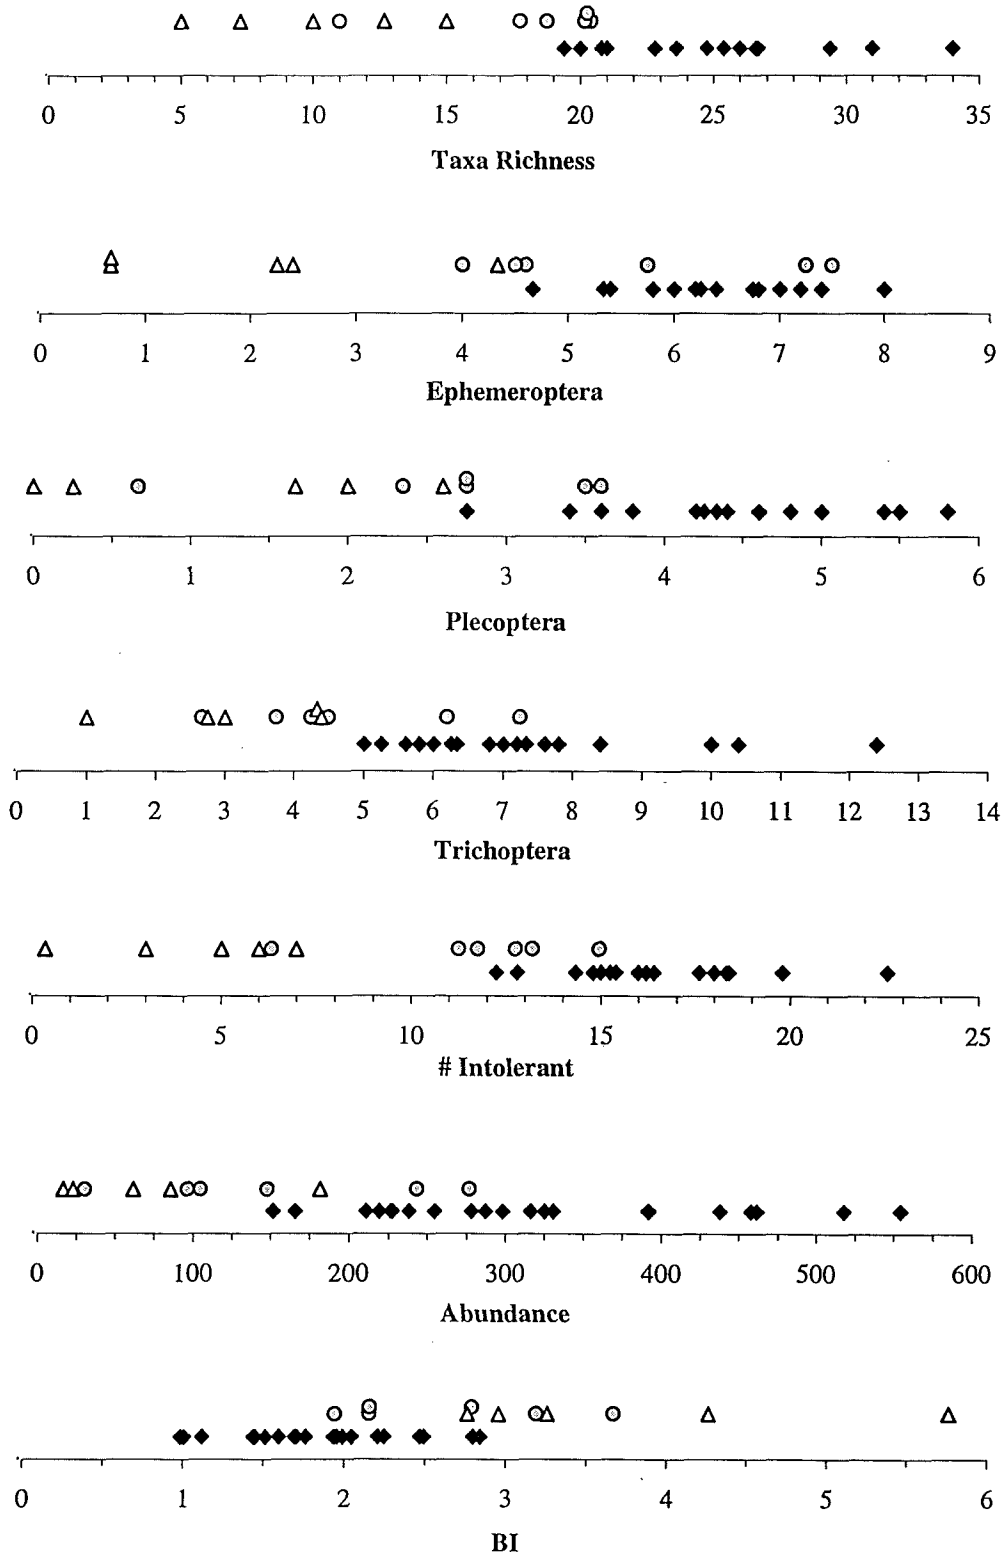 0 5 10 15 20 25 30 35
Taxa Richness
0 1 2 3 4 5 6 7 8 9
Ephemeroptera
0 1 2 3 4 5 6
Plecoptera
0 1 2 3 4 5 6 7 8 9 10 11 12 13 14
Trichoptera
0 5 10 15 20 25
# Intolerant
0 100 200 300 400 500 600
Abundance
0 1 2 3 4 5 6
BI